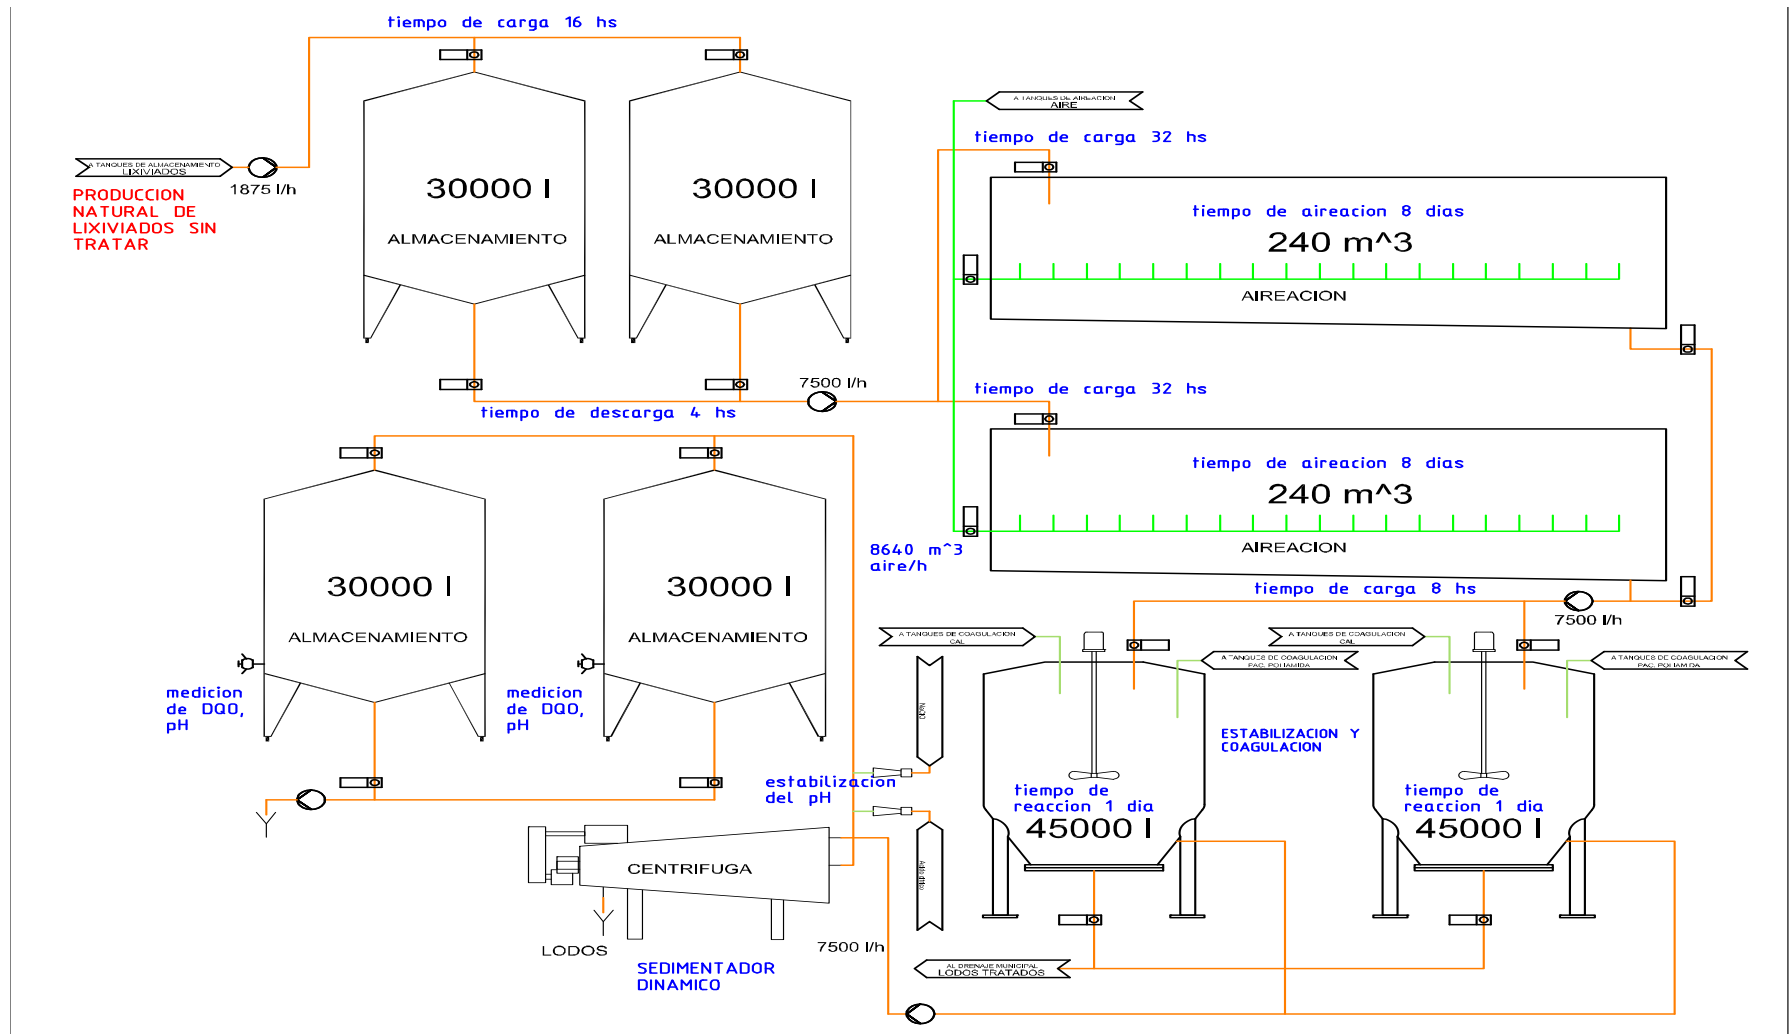 tiempo de carga 16 hs
A TANQUES DE ALMACENAMIENTO
LIXIVIADOS
1875 l/h
PRODUCCION
NATURAL DE
LIXIVIADOS SIN
TRATAR
30000 l
ALMACENAMIENTO
30000 l
ALMACENAMIENTO
A TANQUES DE AIREACION
AIRE
tiempo de carga 32 hs
tiempo de aireacion 8 dias
240 m^3
AIREACION
7500 l/h
tiempo de descarga 4 hs
tiempo de carga 32 hs
tiempo de aireacion 8 dias
240 m^3
AIREACION
8640 m^3
aire/h
tiempo de carga 8 hs
7500 l/h
30000 l
ALMACENAMIENTO
30000 l
ALMACENAMIENTO
medicion
de DQO,
pH
medicion
de DQO,
pH
A TANQUES DE COAGULACION
CAL
A TANQUES DE COAGULACION
PAC, POLIAMIDA
A TANQUES DE COAGULACION
CAL
A TANQUES DE COAGULACION
PAC, POLIAMIDA
ESTABILIZACION Y
COAGULACION
estabilización
del pH
tiempo de
reaccion 1 dia
45000 l
tiempo de
reaccion 1 dia
45000 l
CENTRIFUGA
LODOS
SEDIMENTADOR
DINAMICO
7500 l/h
AL DRENAJE MUNICIPAL
LODOS TRATADOS